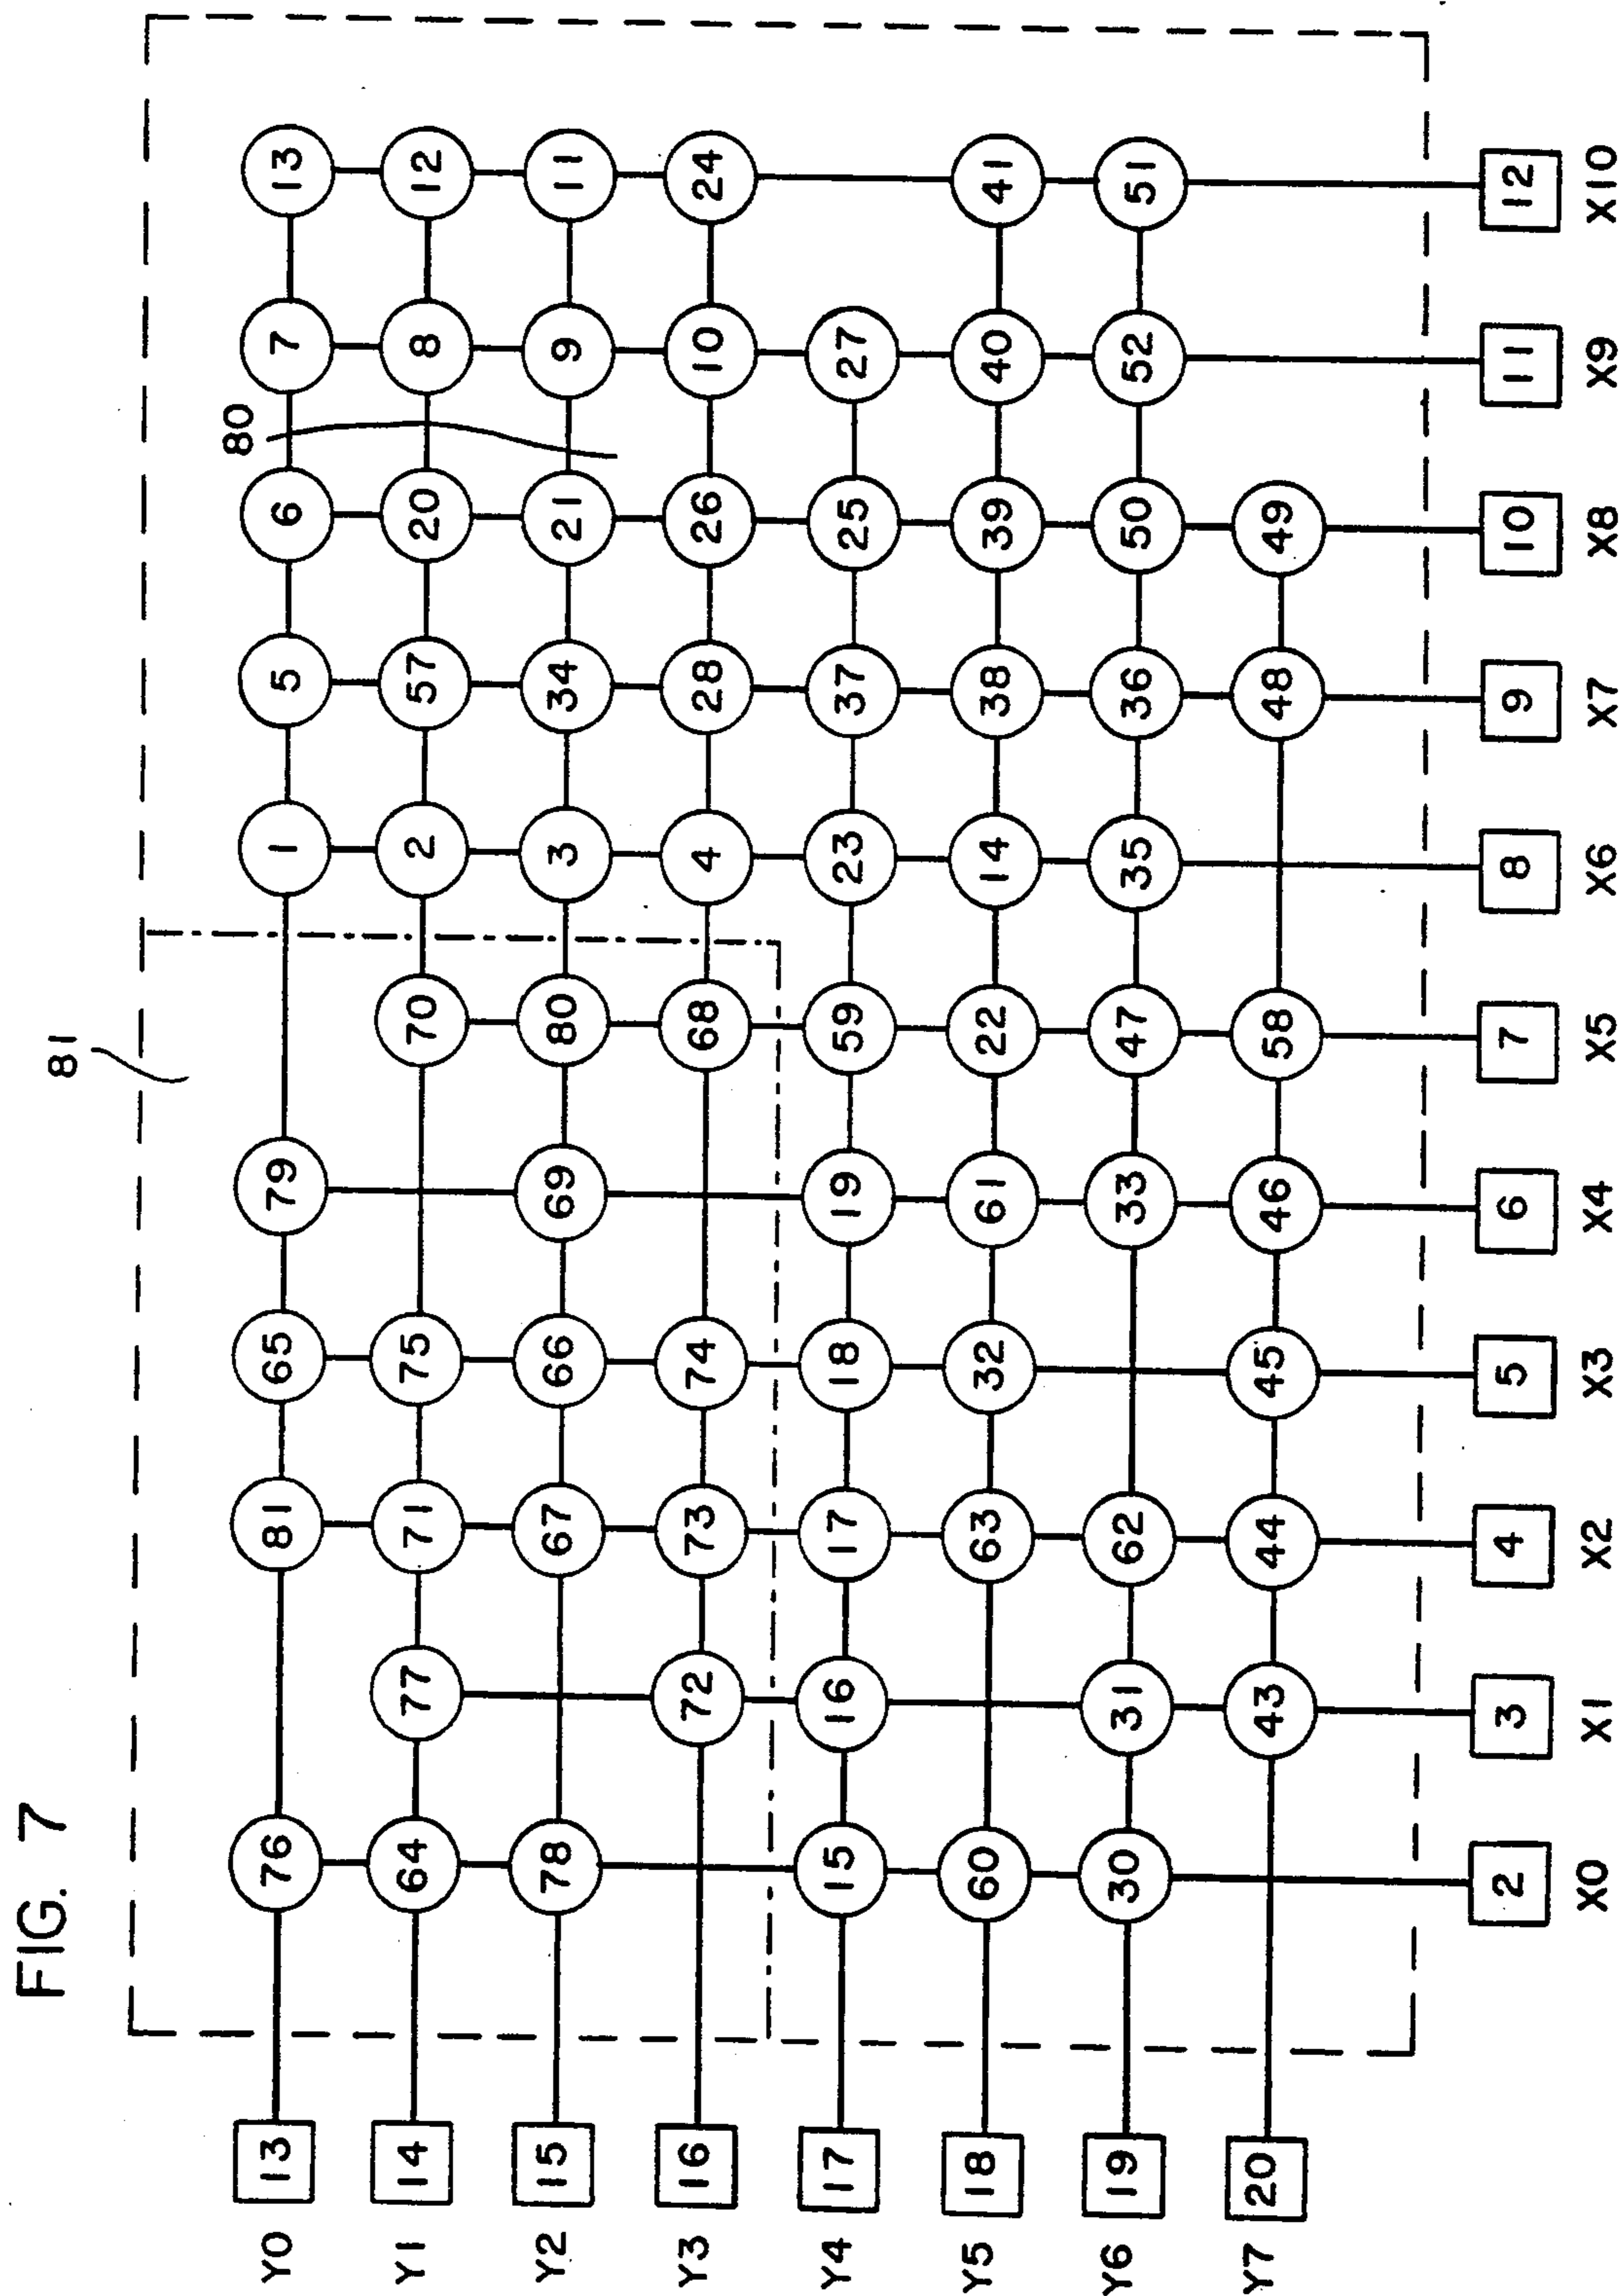 FIG. 7
81
80
Y0 13 76 81 65 79 1 5 6 7 13
Y1 14 64 77 71 75 70 2 57 20 8 12
Y2 15 78 67 66 69 80 3 34 21 9 11
Y3 16 72 73 74 68 4 28 26 10 24
Y4 17 15 16 17 18 19 59 23 37 25 27
Y5 18 60 63 32 61 22 14 38 39 40 41
Y6 19 30 31 62 33 47 35 36 50 52 51
Y7 20 43 44 45 46 58 48 49
2 3 4 5 6 7 8 9 10 11 12
X0 X1 X2 X3 X4 X5 X6 X7 X8 X9 X10